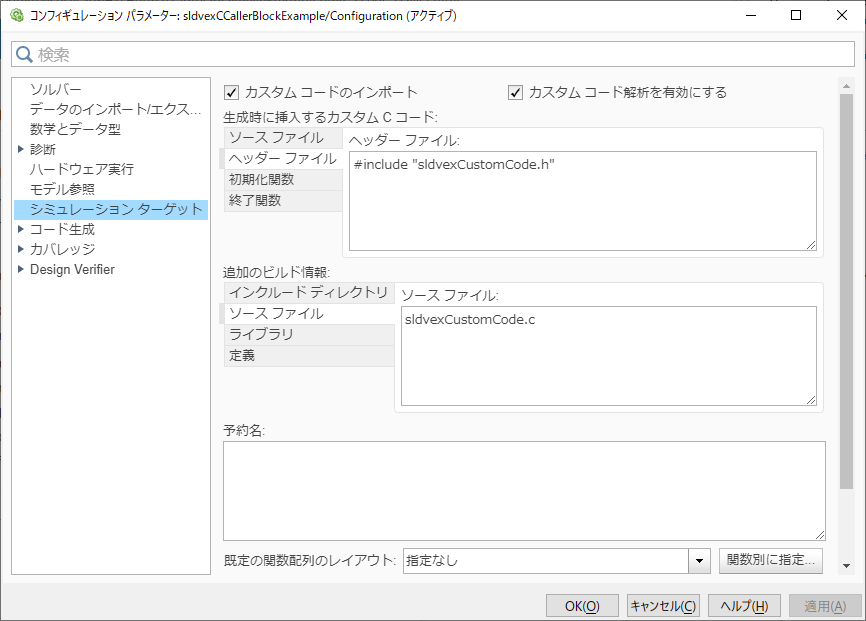 コンフィギュレーション パラメーター: sldvexCCallerBlockExample/Configuration (アクティブ)
検索
ソルバー
データのインポート/エクス...
数学とデータ型
診断
ハードウェア実行
モデル参照
シミュレーション ターゲット
コード生成
カバレッジ
Design Verifier
カスタム コードのインポート
カスタム コード解析を有効にする
生成時に挿入するカスタム C コード:
ソース ファイル
ヘッダー ファイル
初期化関数
終了関数
ヘッダー ファイル:
#include "sldvexCustomCode.h"
追加のビルド情報:
インクルード ディレクトリ
ソース ファイル
ライブラリ
定義
ソース ファイル:
sldvexCustomCode.c
予約名:
既定の関数配列のレイアウト: 指定なし 関数別に指定...
OK(O) キャンセル(C) ヘルプ(H) 適用(A)